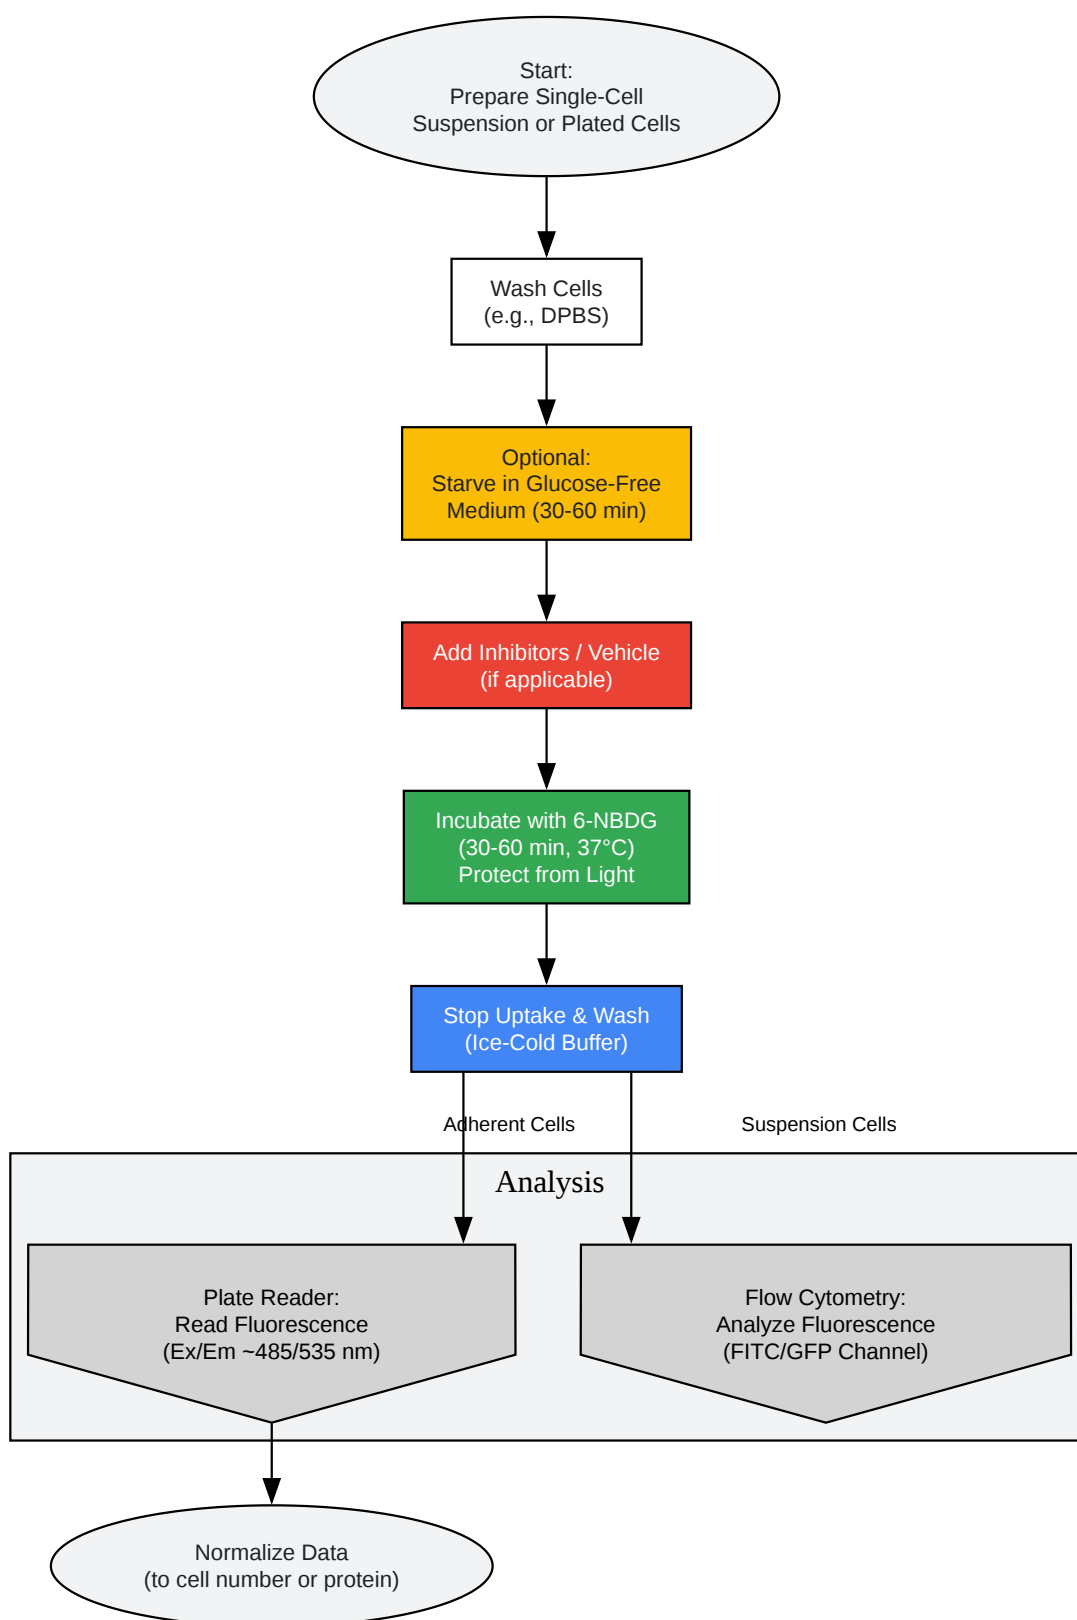 Start:
Prepare Single-Cell
Suspension or Plated Cells
Wash Cells
(e.g., DPBS)
Optional:
Starve in Glucose-Free
Medium (30-60 min)
Add Inhibitors / Vehicle
(if applicable)
Incubate with 6-NBDG
(30-60 min, 37°C)
Protect from Light
Stop Uptake & Wash
(Ice-Cold Buffer)
Adherent Cells
Suspension Cells
Analysis
Plate Reader:
Read Fluorescence
(Ex/Em ~485/535 nm)
Flow Cytometry:
Analyze Fluorescence
(FITC/GFP Channel)
Normalize Data
(to cell number or protein)